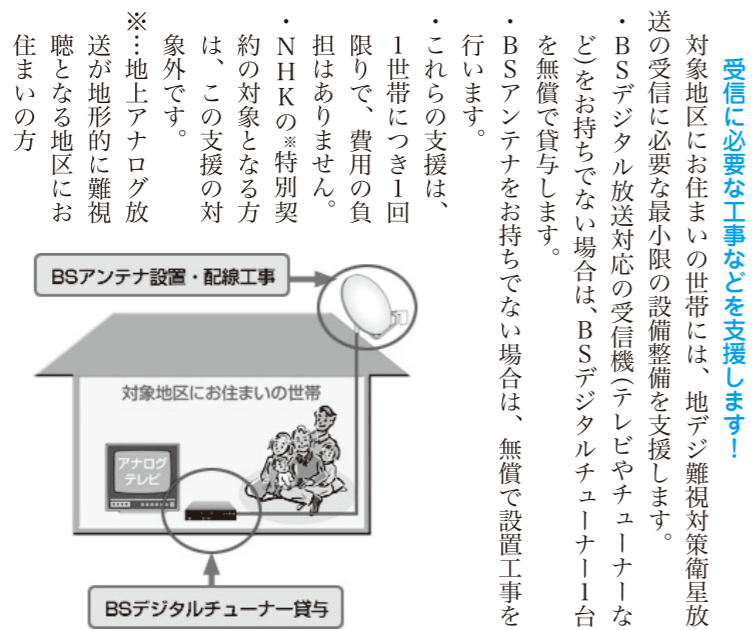 受信に必要な工事などを支援します！
対象地区にお住まいの世帯には、地デジ難視対策衛星放
送の受信に必要な最小限の設備整備を支援します。
・BSデジタル放送対応の受信機（テレビやチューナーな
ど）をお持ちでない場合は、BSデジタルチューナー1台
を無償で貸与します。
・BSアンテナをお持ちでない場合は、無償で設置工事を
行います。
・これらの支援は、
1世帯につき1回
限りで、費用の負
担はありません。
・NHKの※特別契
約の対象となる方
は、この支援の対
象外です。
※…地上アナログ放
送が地形的に難視
聴となる地区にお
住まいの方
BSアンテナ設置・配線工事
対象地区にお住まいの世帯
アナログ
テレビ
BSデジタルチューナー貸与